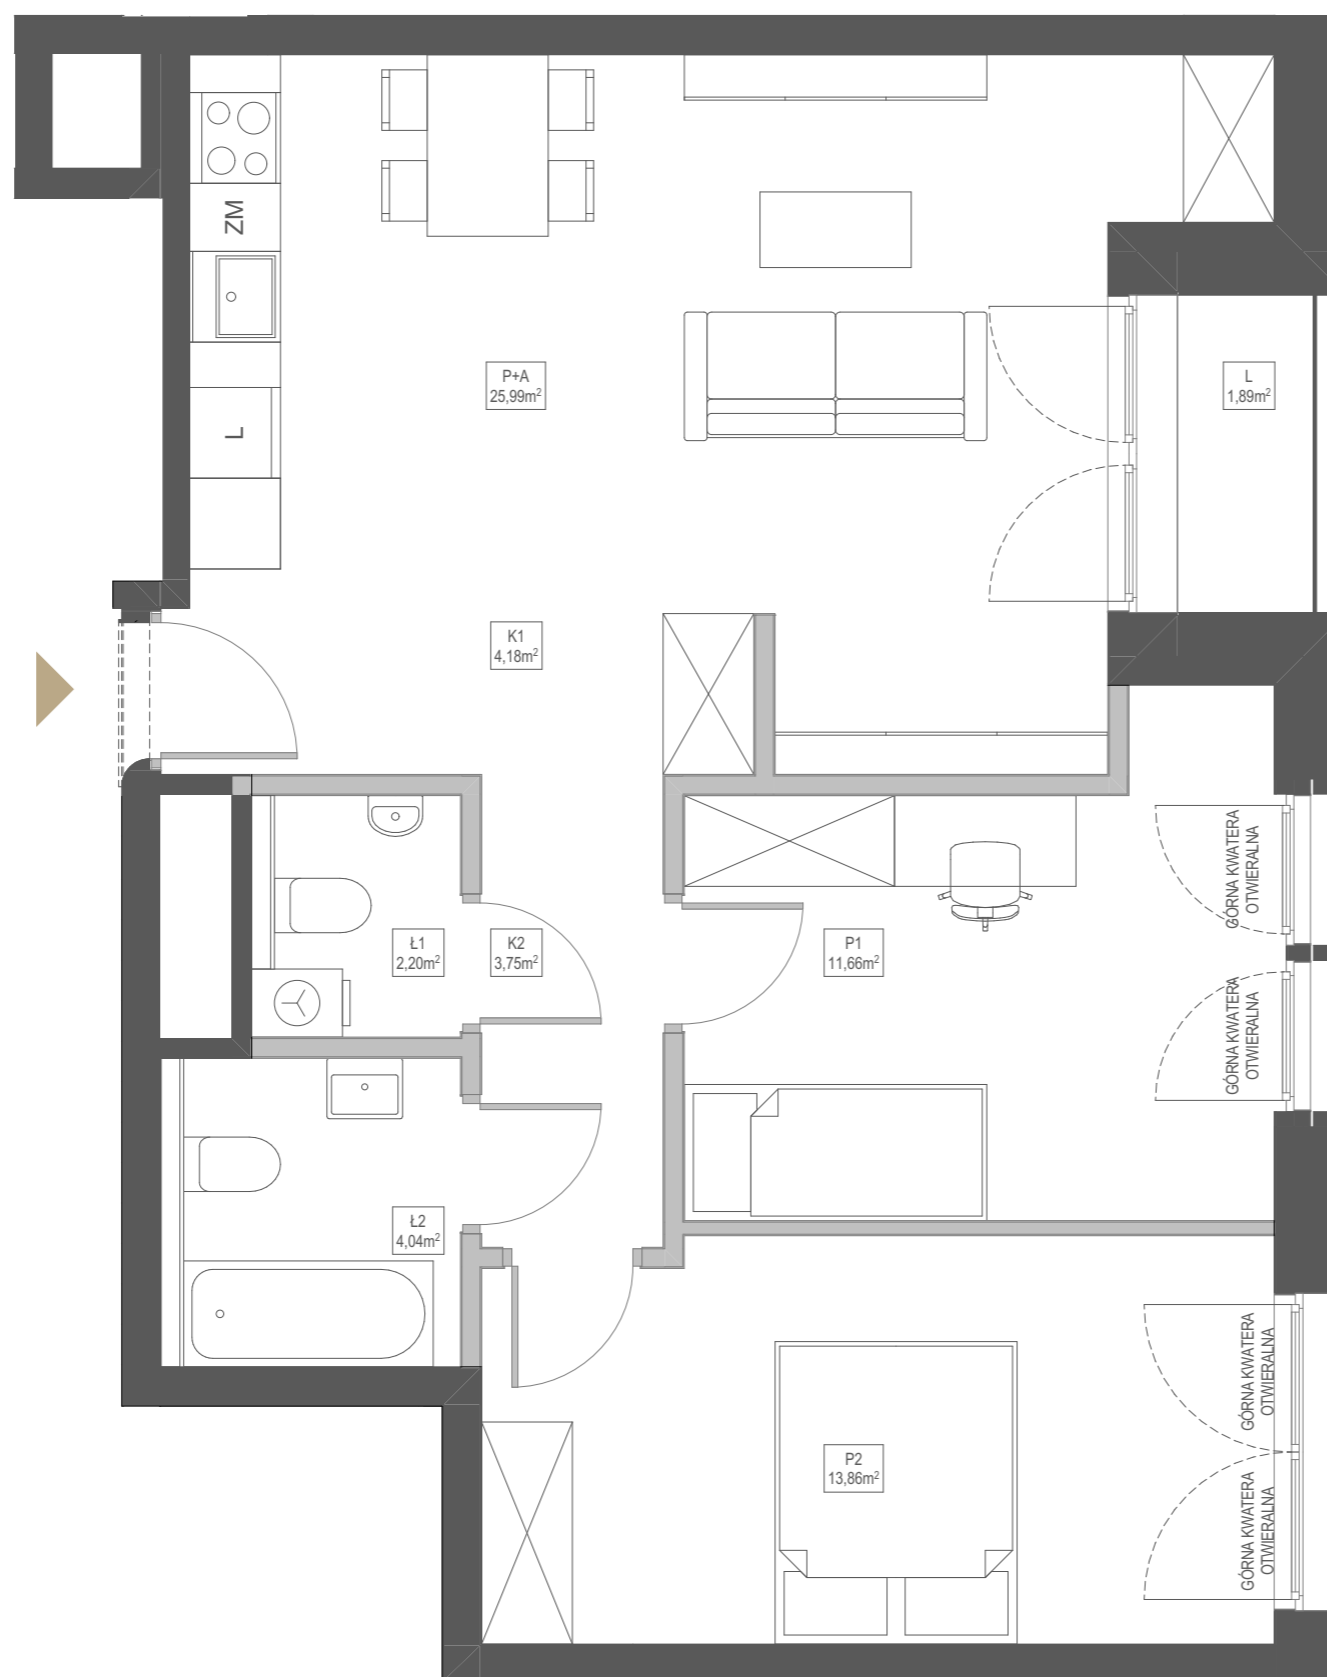 ZM
P+A
25,99m²
L
1,89m²
L
K1
4,18m²
GÓRNA KWATERA
OTWIERALNA
Ł1
2,20m²
K2
3,75m²
P1
11,66m²
GÓRNA KWATERA
OTWIERALNA
Ł2
4,04m²
GÓRNA KWATERA
OTWIERALNA
P2
13,86m²
GÓRNA KWATERA
OTWIERALNA